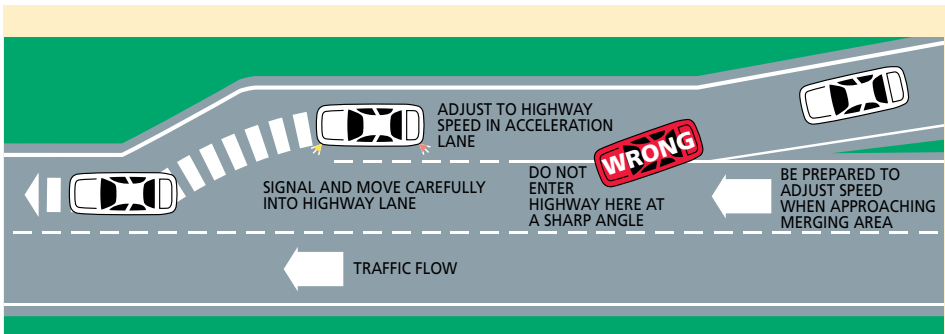 ADJUST TO HIGHWAY
SPEED IN ACCELERATION
LANE
WRONG
SIGNAL AND MOVE CAREFULLY
INTO HIGHWAY LANE
DO NOT
ENTER
HIGHWAY HERE AT
A SHARP ANGLE
BE PREPARED TO
ADJUST SPEED
WHEN APPROACHING
MERGING AREA
TRAFFIC FLOW